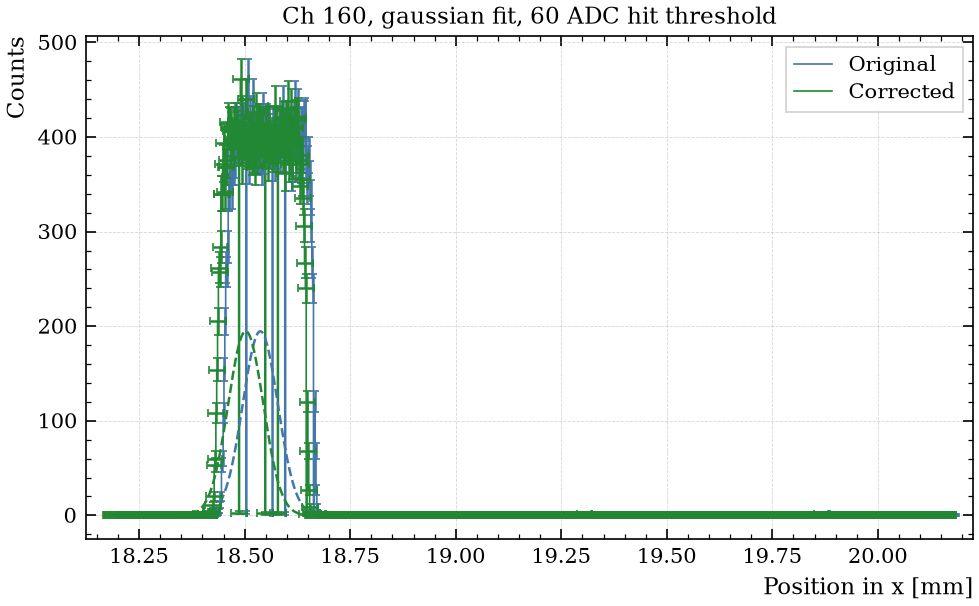 Ch 160, gaussian fit, 60 ADC hit threshold
Counts
500
400
300
200
100
0
Original
Corrected
18.25 18.50 18.75 19.00 19.25 19.50 19.75 20.00
Position in x [mm]